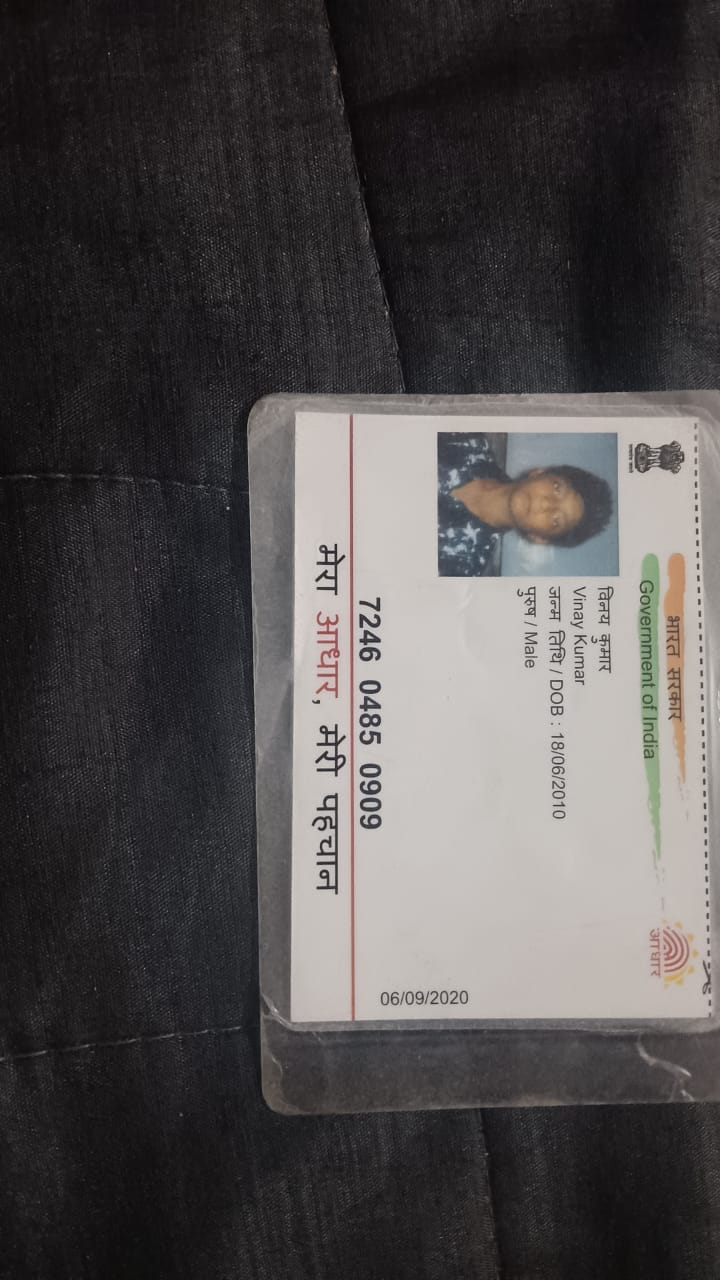 भारत सरकार
Government of India
आधार
विनय कुमार
Vinay Kumar
जन्म तिथि / DOB : 18/06/2010
पुरुष / Male
06/09/2020
7246 0485 0909
मेरा आधार, मेरी पहचान